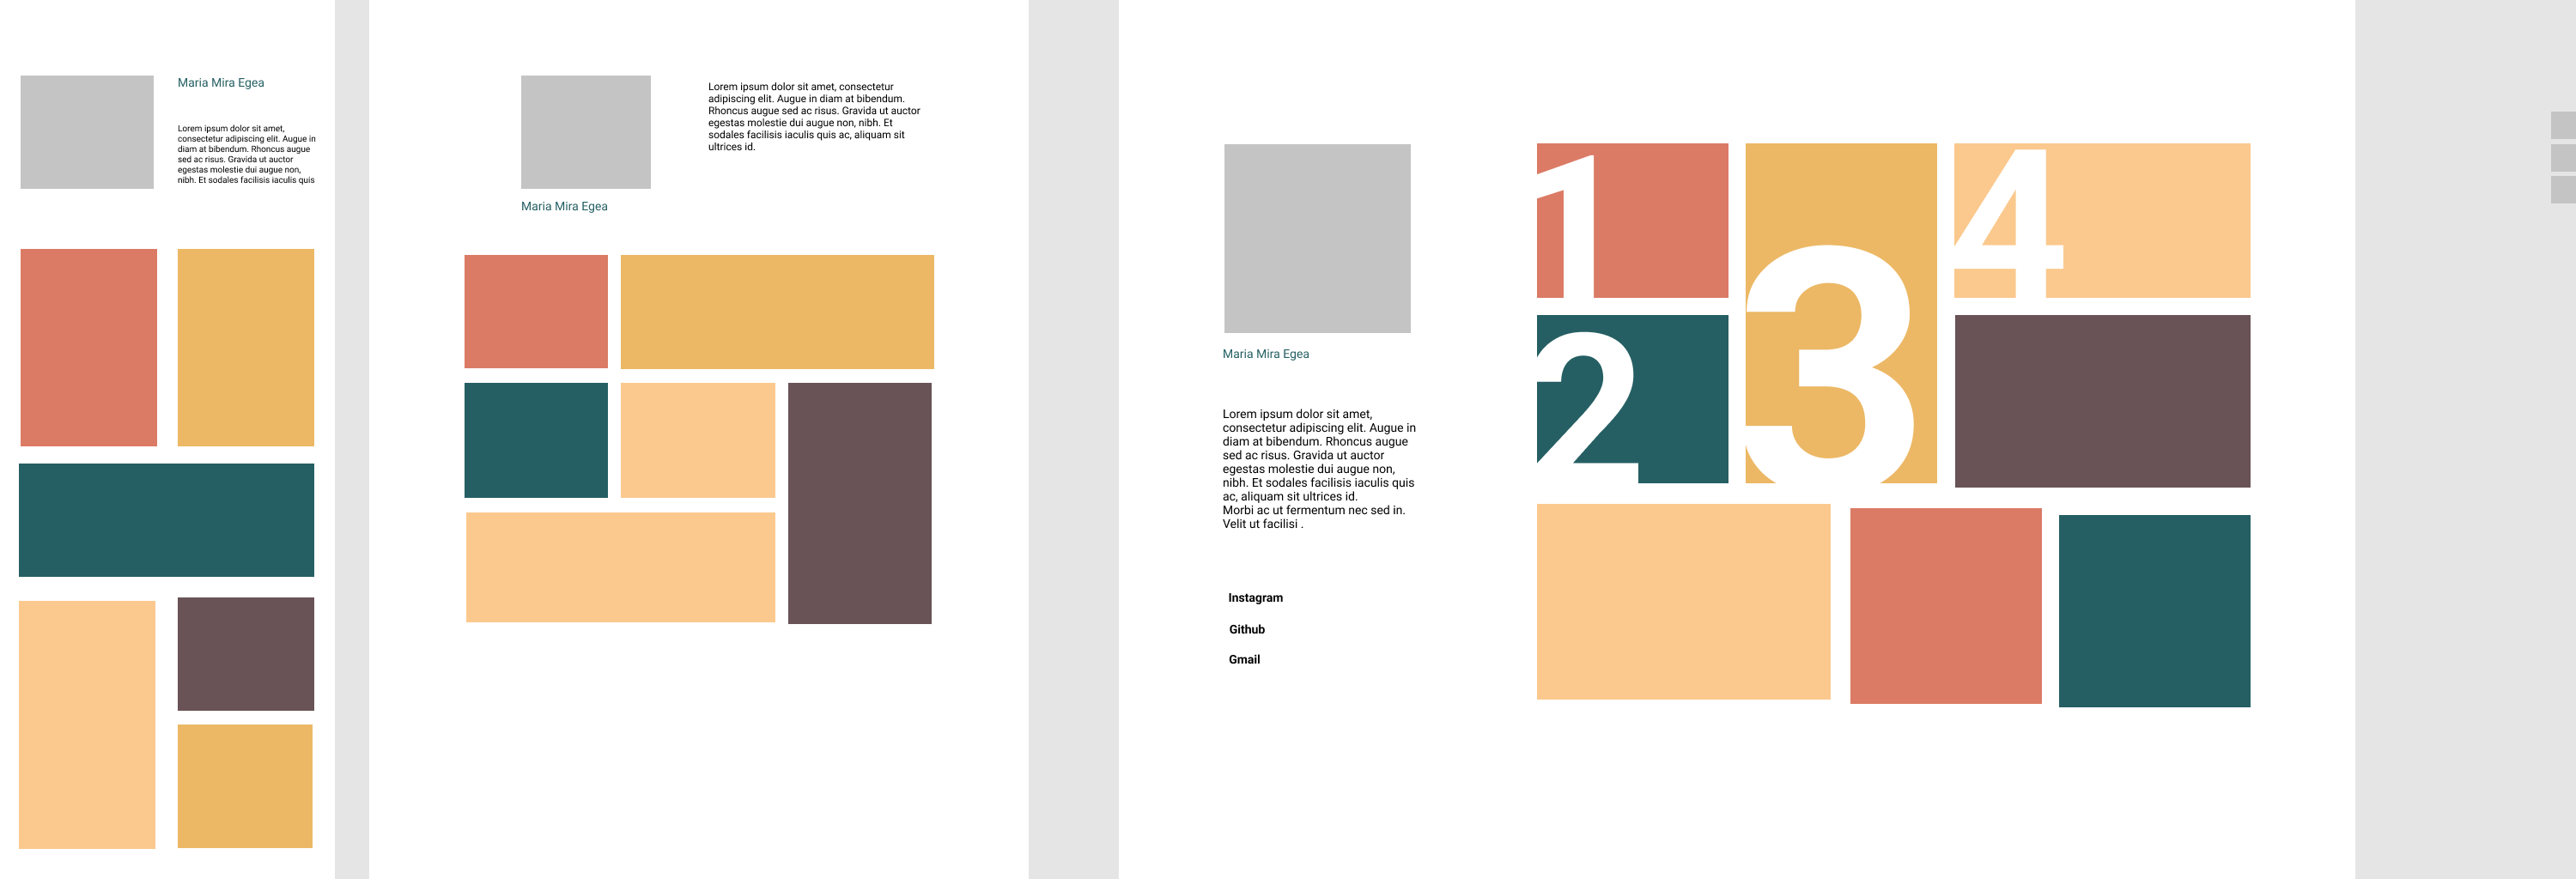 Maria Mira Egea
Lorem ipsum dolor sit amet,
consectetur adipiscing elit. Augue in
diam at bibendum. Rhoncus augue
sed ac risus. Gravida ut auctor
egestas molestie dui augue non,
nibh. Et sodales facilisis iaculis quis
Lorem ipsum dolor sit amet, consectetur
adipiscing elit. Augue in diam at bibendum.
Rhoncus augue sed ac risus. Gravida ut auctor
egestas molestie dui augue non, nibh. Et
sodales facilisis iaculis quis ac, aliquam sit
ultrices id.
Maria Mira Egea
Maria Mira Egea
Lorem ipsum dolor sit amet,
consectetur adipiscing elit. Augue in
diam at bibendum. Rhoncus augue
sed ac risus. Gravida ut auctor
egestas molestie dui augue non,
nibh. Et sodales facilisis iaculis quis
ac, aliquam sit ultrices id.
Morbi ac ut fermentum nec sed in.
Velit ut facilisi .
Instagram
Github
Gmail
1
2
3
4